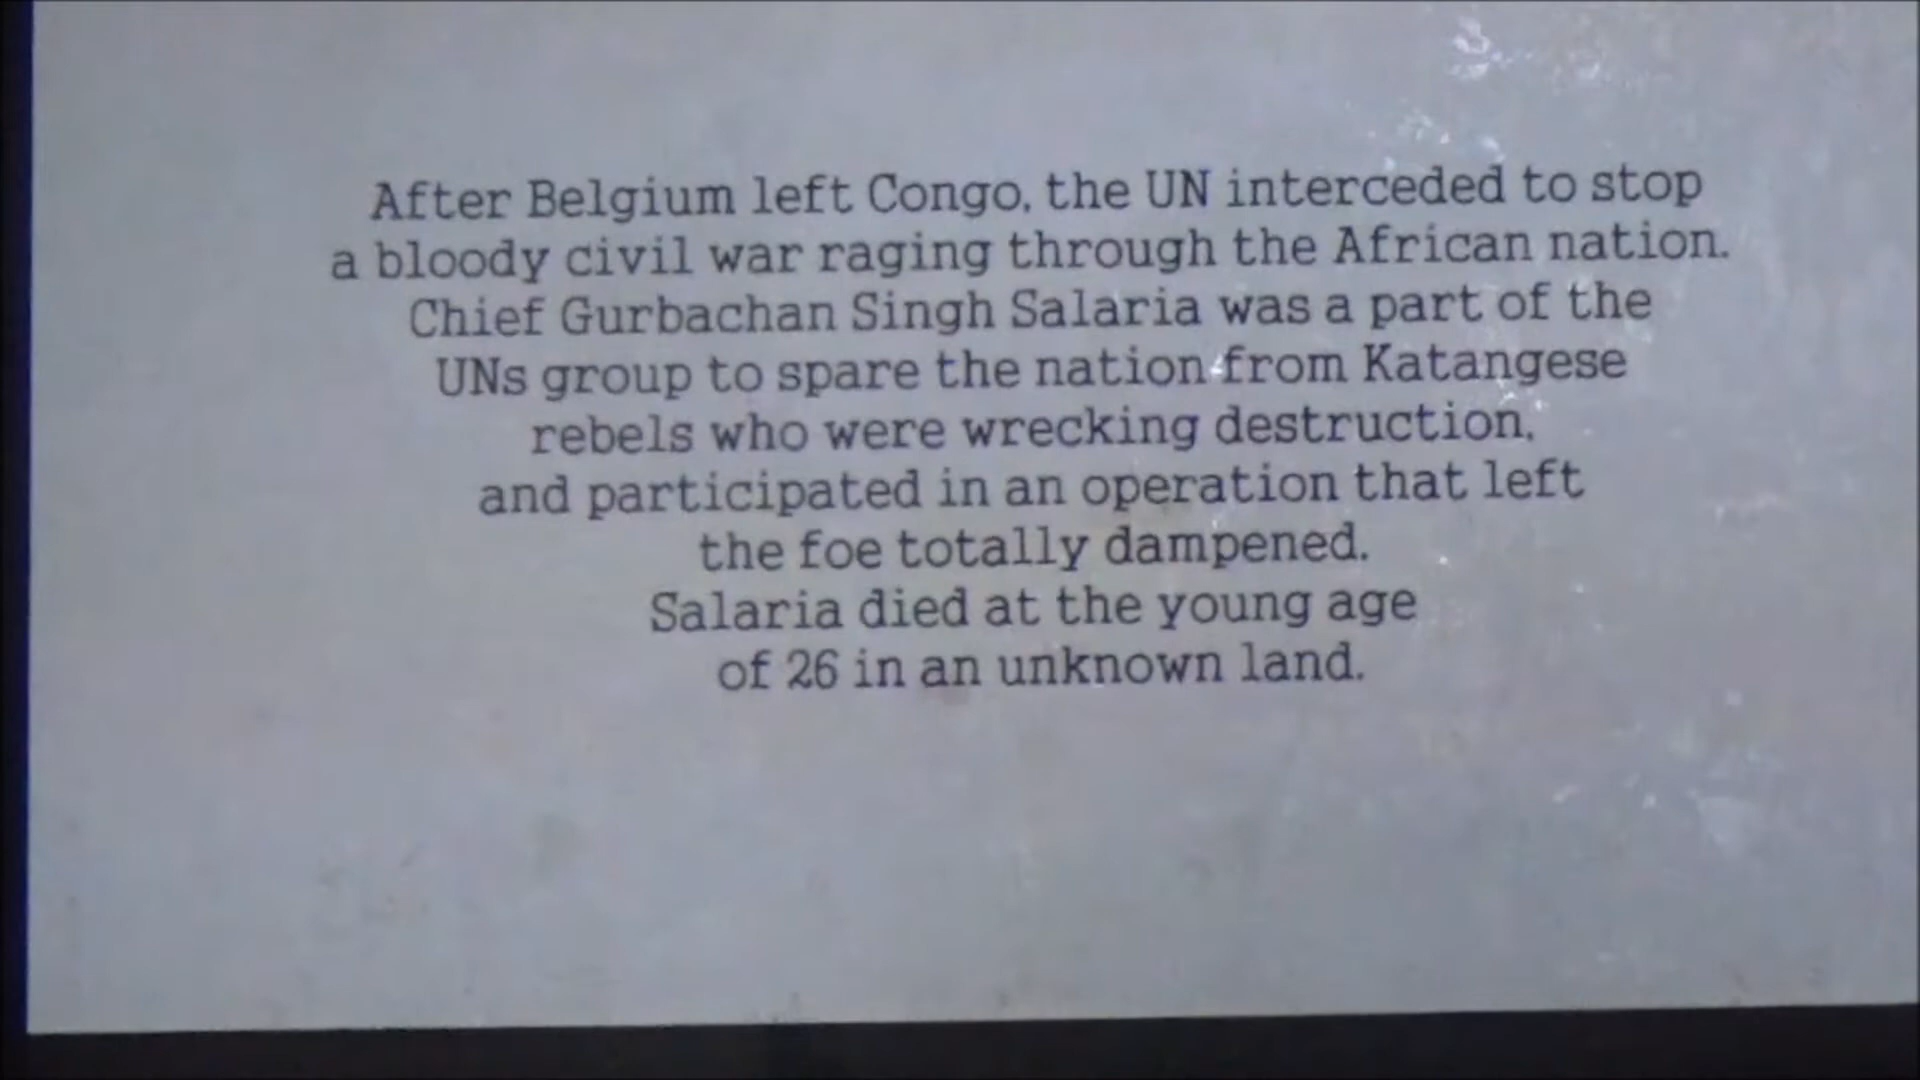 After Belgium left Congo, the UN interceded to stop
a bloody civil war raging through the African nation.
Chief Gurbachan Singh Salaria was a part of the
UNs group to spare the nation from Katangese
rebels who were wrecking destruction,
and participated in an operation that left
the foe totally dampened.
Salaria died at the young age
of 26 in an unknown land.